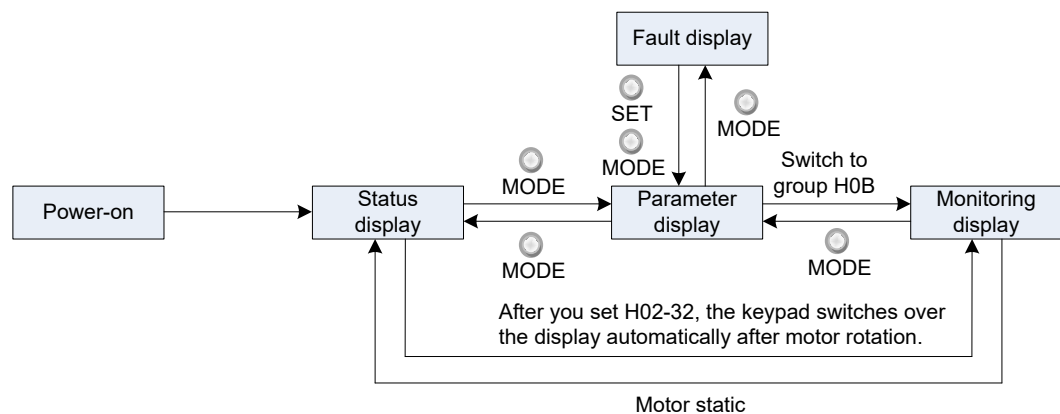 Fault display
SET
MODE
MODE
MODE
Switch to
group H0B
Power-on
Status
display
Parameter
display
Monitoring
display
MODE
MODE
After you set H02-32, the keypad switches over
the display automatically after motor rotation.
Motor static